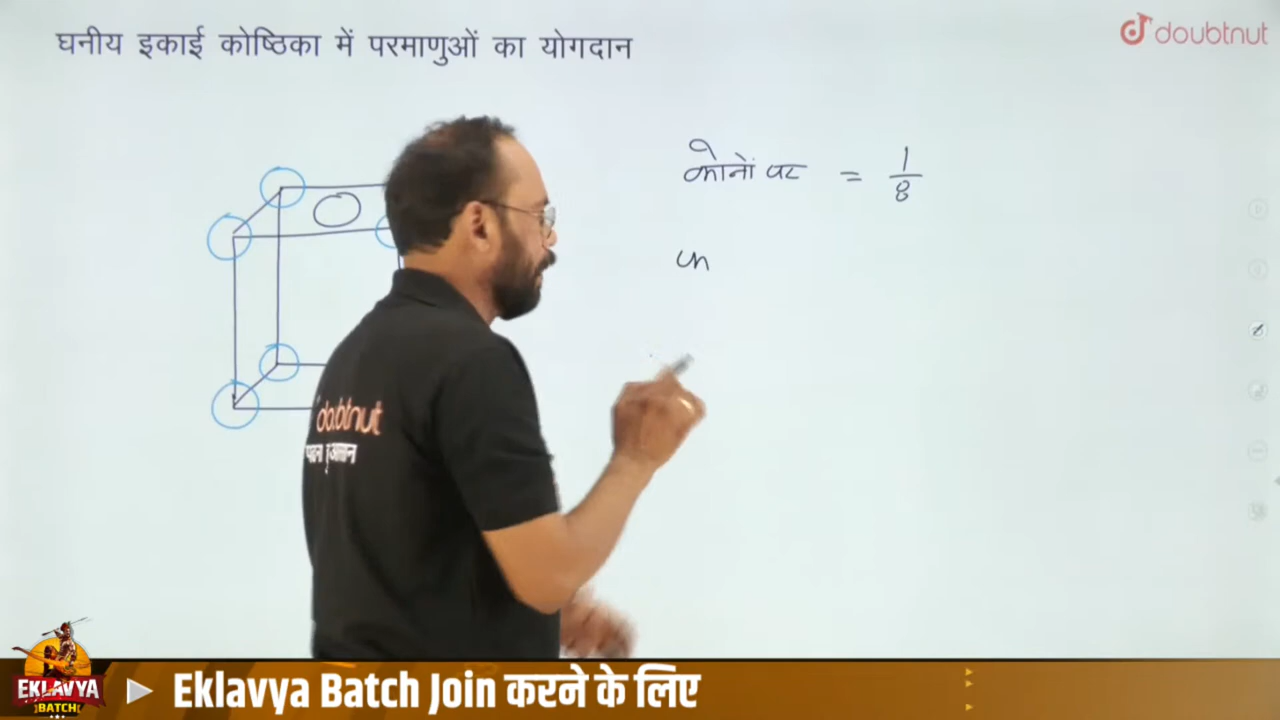 घनीय इकाई कोष्ठिका में परमाणुओं का योगदान
doubtnut
कोनों पर = 1/8
doubtnut
EKLAVYA
BATCH
Eklavya Batch Join करने के लिए